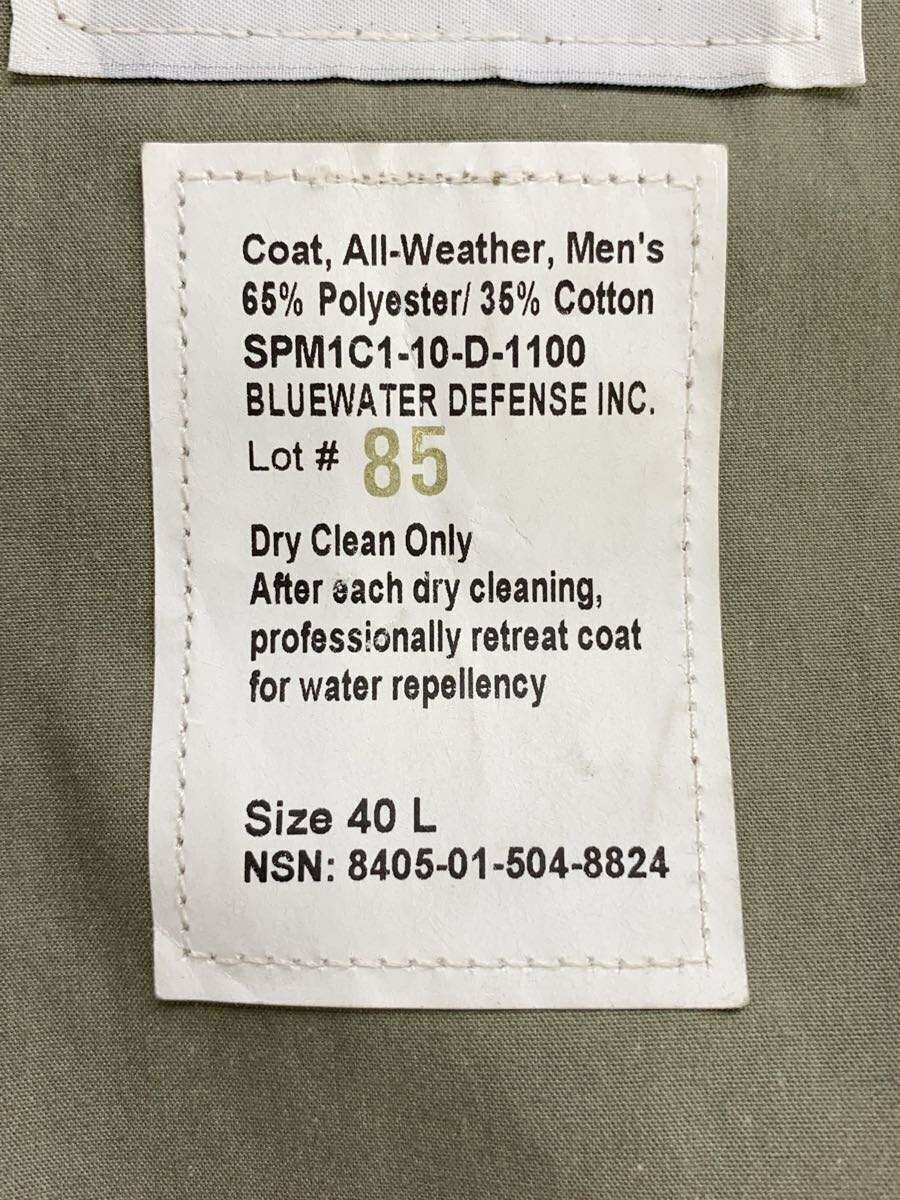 Coat, All-Weather, Men's
65% Polyester/ 35% Cotton
SPM1C1-10-D-1100
BLUEWATER DEFENSE INC.
Lot # 85
Dry Clean Only
After each dry cleaning,
professionally retreat coat
for water repellency
Size 40 L
NSN: 8405-01-504-8824